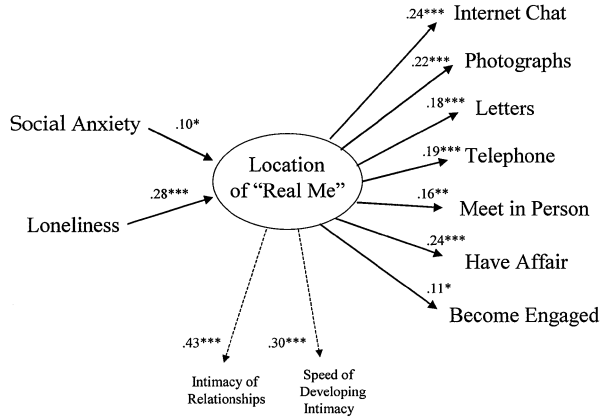 .24***
Internet Chat
.22***
Photographs
.18***
Letters
Social Anxiety
.10*
.19***
Telephone
Location
of “Real Me”
.28***
.16**
Meet in Person
Loneliness
.24***
Have Affair
.11*
Become Engaged
.43***
.30***
Intimacy of
Relationships
Speed of
Developing
Intimacy